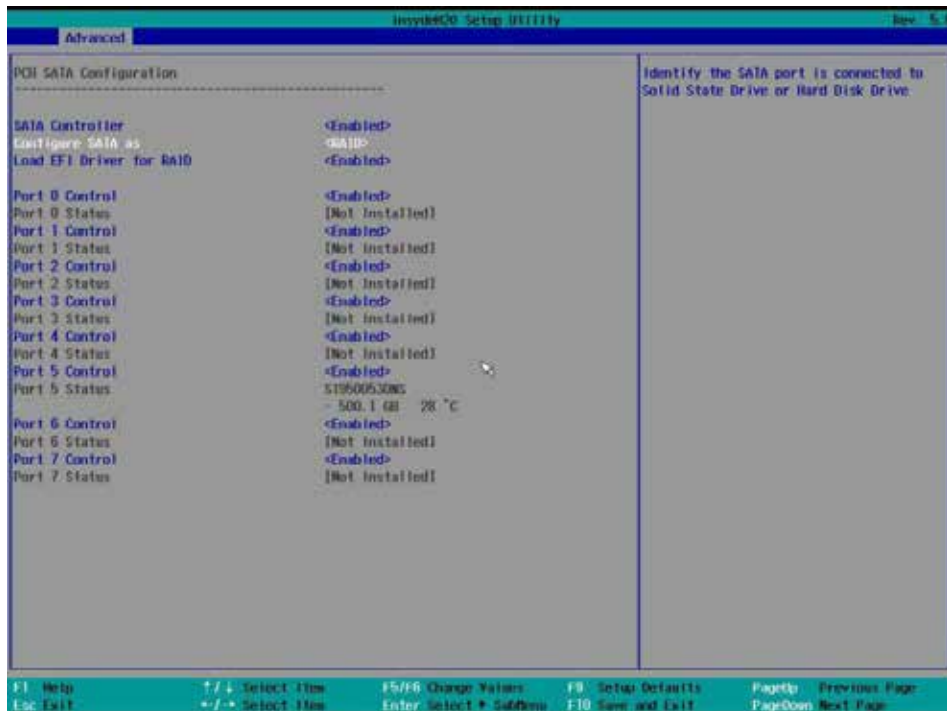 InsydeH20 Setup Utility Rev. 5.
Advanced
PCH SATA Configuration
SATA Controller <Enabled>
Configure SATA as <RAID>
Load EFI Driver for RAID <Enabled>
Port 0 Control <Enabled>
Port 0 Status [Not Installed]
Port 1 Control <Enabled>
Port 1 Status [Not Installed]
Port 2 Control <Enabled>
Port 2 Status [Not Installed]
Port 3 Control <Enabled>
Port 3 Status [Not Installed]
Port 4 Control <Enabled>
Port 4 Status [Not Installed]
Port 5 Control <Enabled>
Port 5 Status ST9500530NS
- 500.1 GB 28 °C
Port 6 Control <Enabled>
Port 6 Status [Not Installed]
Port 7 Control <Enabled>
Port 7 Status [Not Installed]
Identify the SATA port is connected to
Solid State Drive or Hard Disk Drive
F1 Help ↑/↓ Select Item F5/F6 Change Values F9 Setup Defaults PageUp Previous Page
Esc Exit ←/→ Select Item Enter Select ▶ SubMenu F10 Save and Exit PageDown Next Page